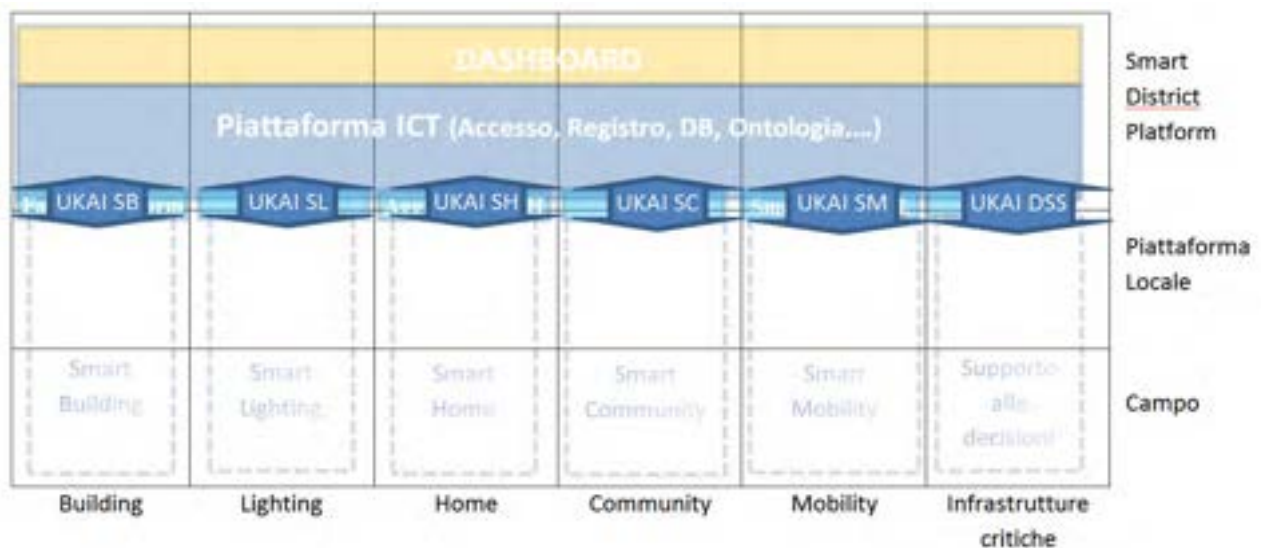 DASHBOARD
Piattaforma ICT (Accesso, Registro, DB, Ontologia,...)
Smart
District
Platform
UKAI SB
UKAI SL
UKAI SH
UKAI SC
UKAI SM
UKAI DSS
Piattaforma
Locale
Smart
Building
Smart
Lighting
Smart
Home
Smart
Community
Smart
Mobility
Supporto
alle
decisioni
Campo
Building
Lighting
Home
Community
Mobility
Infrastrutture
critiche